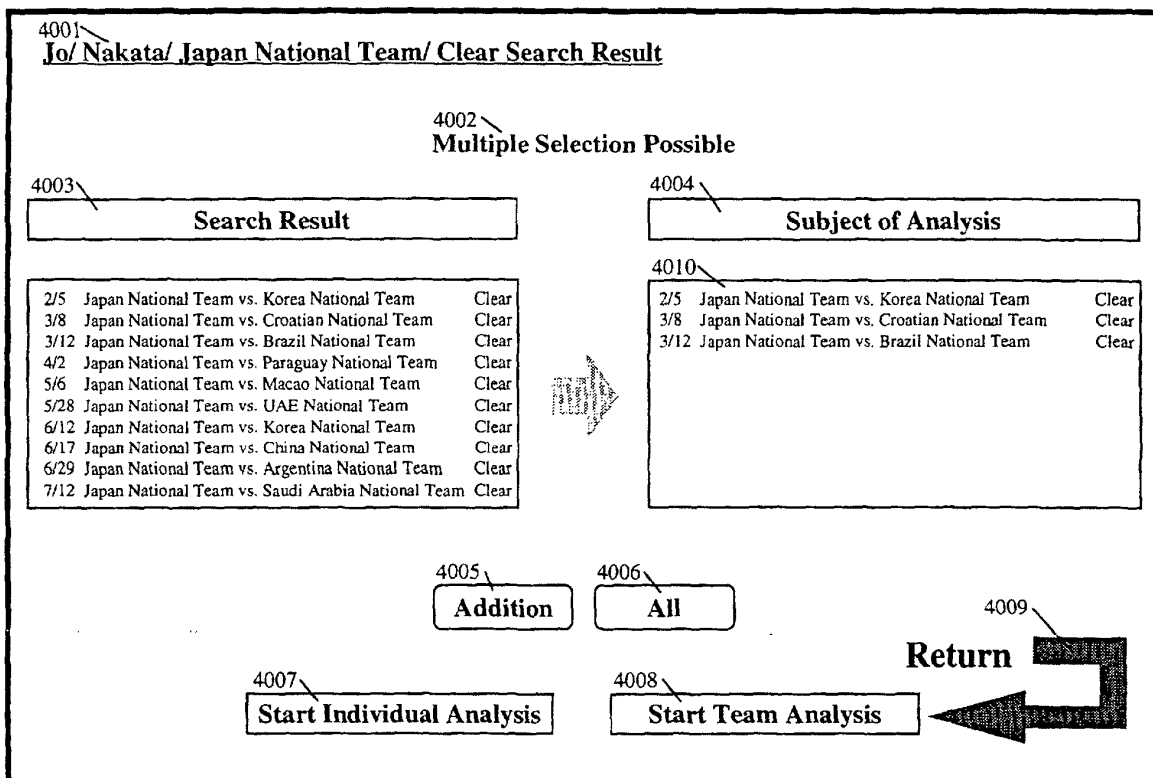 4001
Jo/ Nakata/ Japan National Team/ Clear Search Result
4002
Multiple Selection Possible
4003
Search Result
2/5 Japan National Team vs. Korea National Team Clear
3/8 Japan National Team vs. Croatian National Team Clear
3/12 Japan National Team vs. Brazil National Team Clear
4/2 Japan National Team vs. Paraguay National Team Clear
5/6 Japan National Team vs. Macao National Team Clear
5/28 Japan National Team vs. UAE National Team Clear
6/12 Japan National Team vs. Korea National Team Clear
6/17 Japan National Team vs. China National Team Clear
6/29 Japan National Team vs. Argentina National Team Clear
7/12 Japan National Team vs. Saudi Arabia National Team Clear
4004
Subject of Analysis
4010
2/5 Japan National Team vs. Korea National Team Clear
3/8 Japan National Team vs. Croatian National Team Clear
3/12 Japan National Team vs. Brazil National Team Clear
4005
Addition
4006
All
4009
Return
4007
Start Individual Analysis
4008
Start Team Analysis